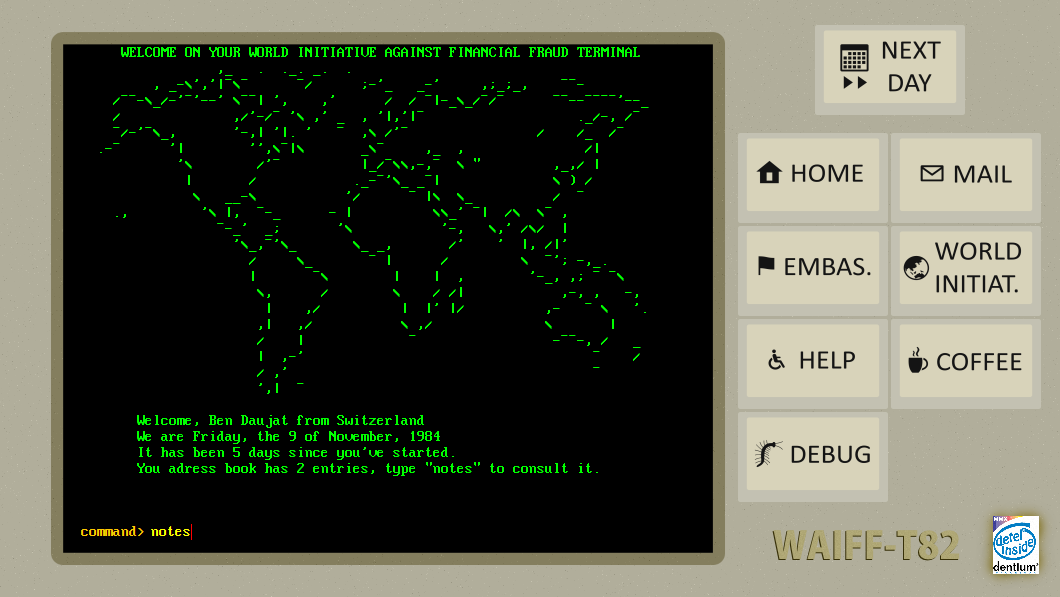 WELCOME ON YOUR WORLD INITIATIVE AGAINST FINANCIAL FRAUD TERMINAL
Welcome, Ben Daujat from Switzerland
We are Friday, the 9 of November, 1984
It has been 5 days since you've started.
You adress book has 2 entries, type "notes" to consult it.
command> notes
NEXT
DAY
HOME
MAIL
EMBAS.
WORLD
INITIAT.
HELP
COFFEE
DEBUG
WAIFF-T82
MMX
detel
inside
dentium